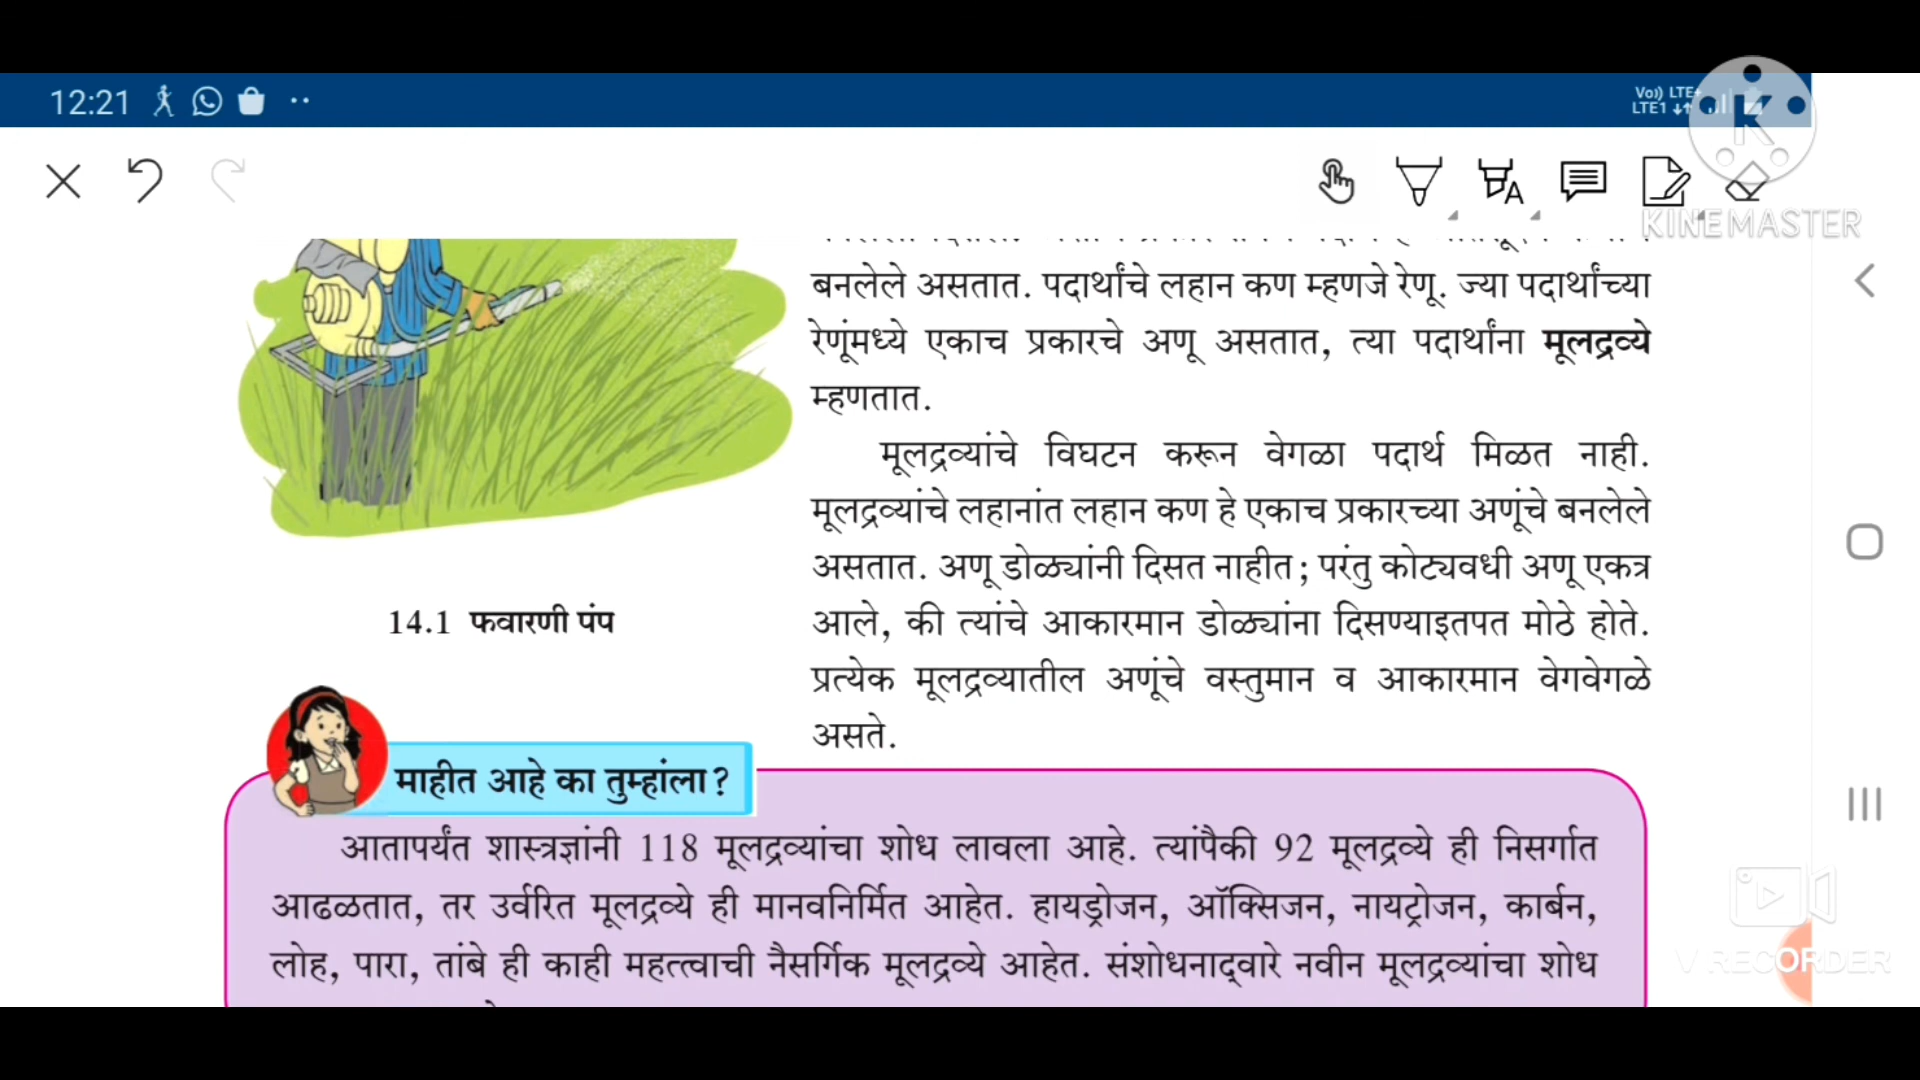 12:21
Vo) LTE+
LTE1
KINEMASTER
बनलेले असतात. पदार्थांचे लहान कण म्हणजे रेणू. ज्या पदार्थांच्या
रेणूंमध्ये एकाच प्रकारचे अणू असतात, त्या पदार्थांना मूलद्रव्ये
म्हणतात.
मूलद्रव्यांचे विघटन करून वेगळा पदार्थ मिळत नाही.
मूलद्रव्यांचे लहानांत लहान कण हे एकाच प्रकारच्या अणूंचे बनलेले
असतात. अणू डोळ्यांनी दिसत नाहीत; परंतु कोट्यवधी अणू एकत्र
आले, की त्यांचे आकारमान डोळ्यांना दिसण्याइतपत मोठे होते.
प्रत्येक मूलद्रव्यातील अणूंचे वस्तुमान व आकारमान वेगवेगळे
असते.
14.1 फवारणी पंप
माहीत आहे का तुम्हांला?
आतापर्यंत शास्त्रज्ञांनी 118 मूलद्रव्यांचा शोध लावला आहे. त्यांपैकी 92 मूलद्रव्ये ही निसर्गात
आढळतात, तर उर्वरित मूलद्रव्ये ही मानवनिर्मित आहेत. हायड्रोजन, ऑक्सिजन, नायट्रोजन, कार्बन,
लोह, पारा, तांबे ही काही महत्त्वाची नैसर्गिक मूलद्रव्ये आहेत. संशोधनाद्वारे नवीन मूलद्रव्यांचा शोध
V RECORDER